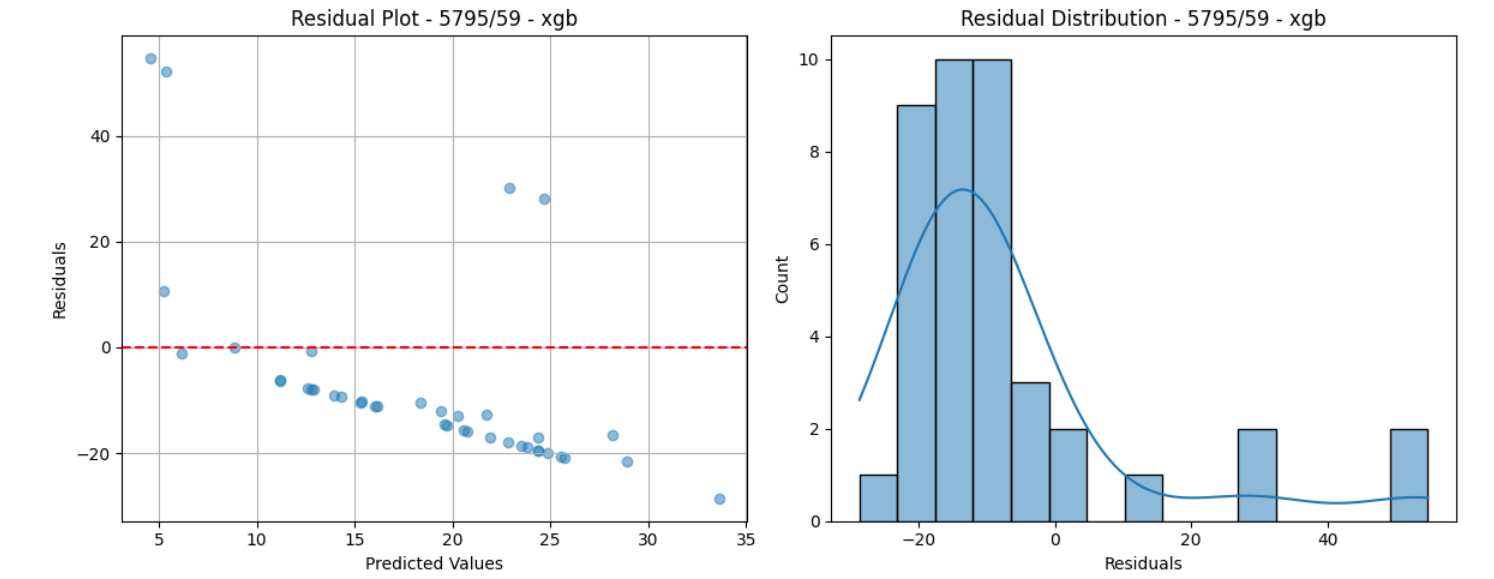 Residual Plot - 5795/59 - xgb
Residuals
40
20
0
−20
5 10 15 20 25 30 35
Predicted Values
Residual Distribution - 5795/59 - xgb
Count
10
8
6
4
2
0
−20 0 20 40
Residuals